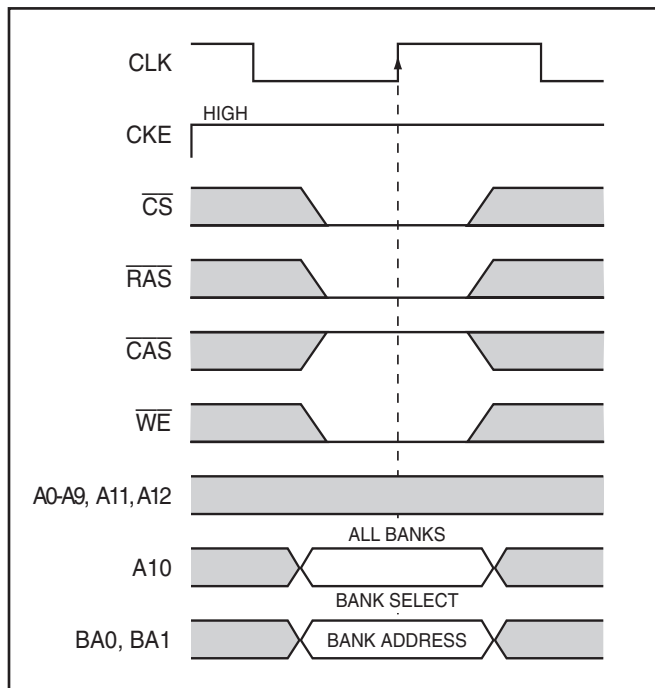 CLK
HIGH
CKE
CS
RAS
CAS
WE
A0-A9, A11, A12
ALL BANKS
A10
BANK SELECT
BA0, BA1 BANK ADDRESS